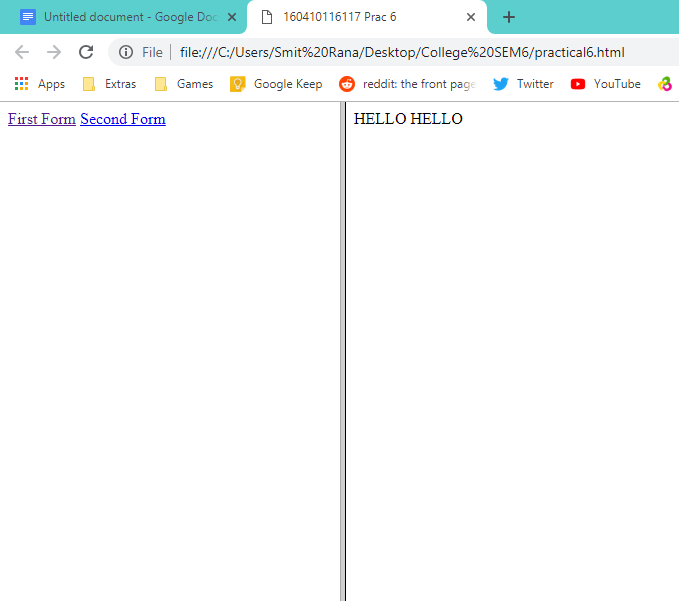 Untitled document - Google Doc
160410116117 Prac 6
File
file:///C:/Users/Smit%20Rana/Desktop/College%20SEM6/practical6.html
Apps Extras Games Google Keep reddit: the front page Twitter YouTube
First Form Second Form
HELLO HELLO